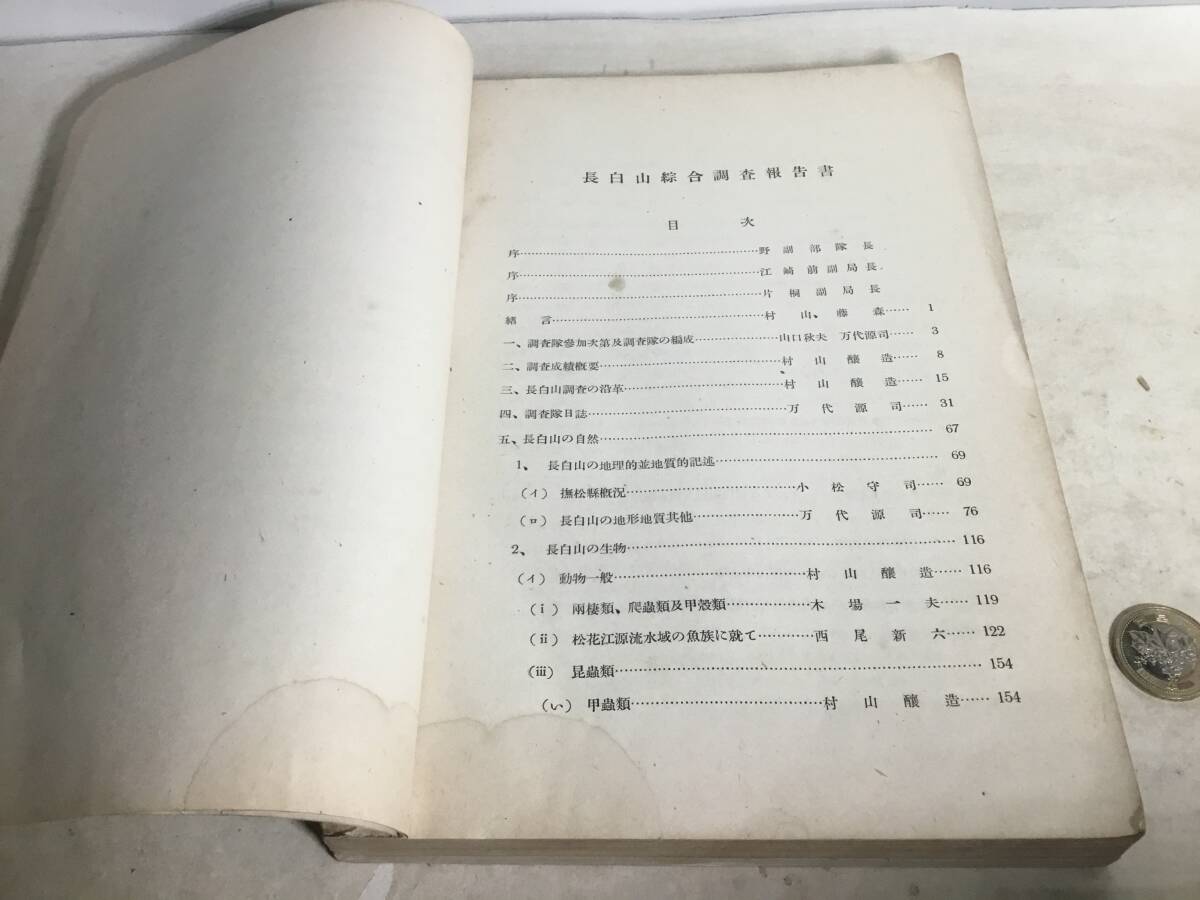 長白山綜合調査報告書
目次
序……野副部隊長
序……江崎前副局長
序……片桐副局長
緒言……村山、藤森……1
一、調査隊參加次第及調査隊の編成……山口秋夫 万代源司……3
二、調査成績概要……村山釀造……8
三、長白山調査の沿革……村山釀造……15
四、調査隊日誌……万代源司……31
五、長白山の自然……67
1、長白山の地理的並地質的記述……69
(イ) 撫松縣概況……小松守司……69
(ロ) 長白山の地形地質其他……万代源司……76
2、長白山の生物……116
(イ) 動物一般……村山釀造……116
(i) 兩棲類、爬蟲類及甲殼類……木場一夫……119
(ii) 松花江源流水域の魚族に就て……西尾新六……122
(iii) 昆蟲類……154
(い) 甲蟲類……村山釀造……154